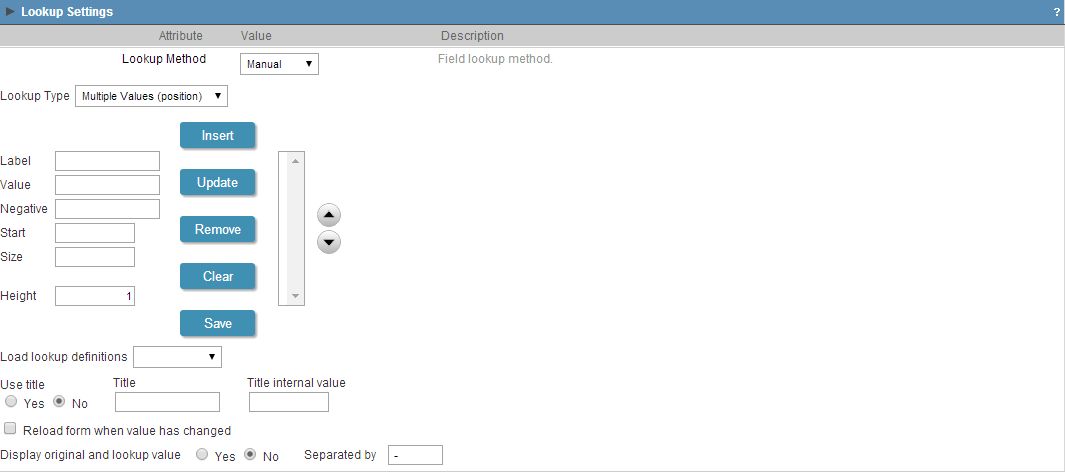 Lookup Settings ?
Attribute Value Description
Lookup Method Manual Field lookup method.
Lookup Type Multiple Values (position)
Insert
Label
Value Update
Negative
Start Remove
Size
Clear
Height 1
Save
Load lookup definitions
Use title Title Title internal value
Yes No
Reload form when value has changed
Display original and lookup value Yes No Separated by -